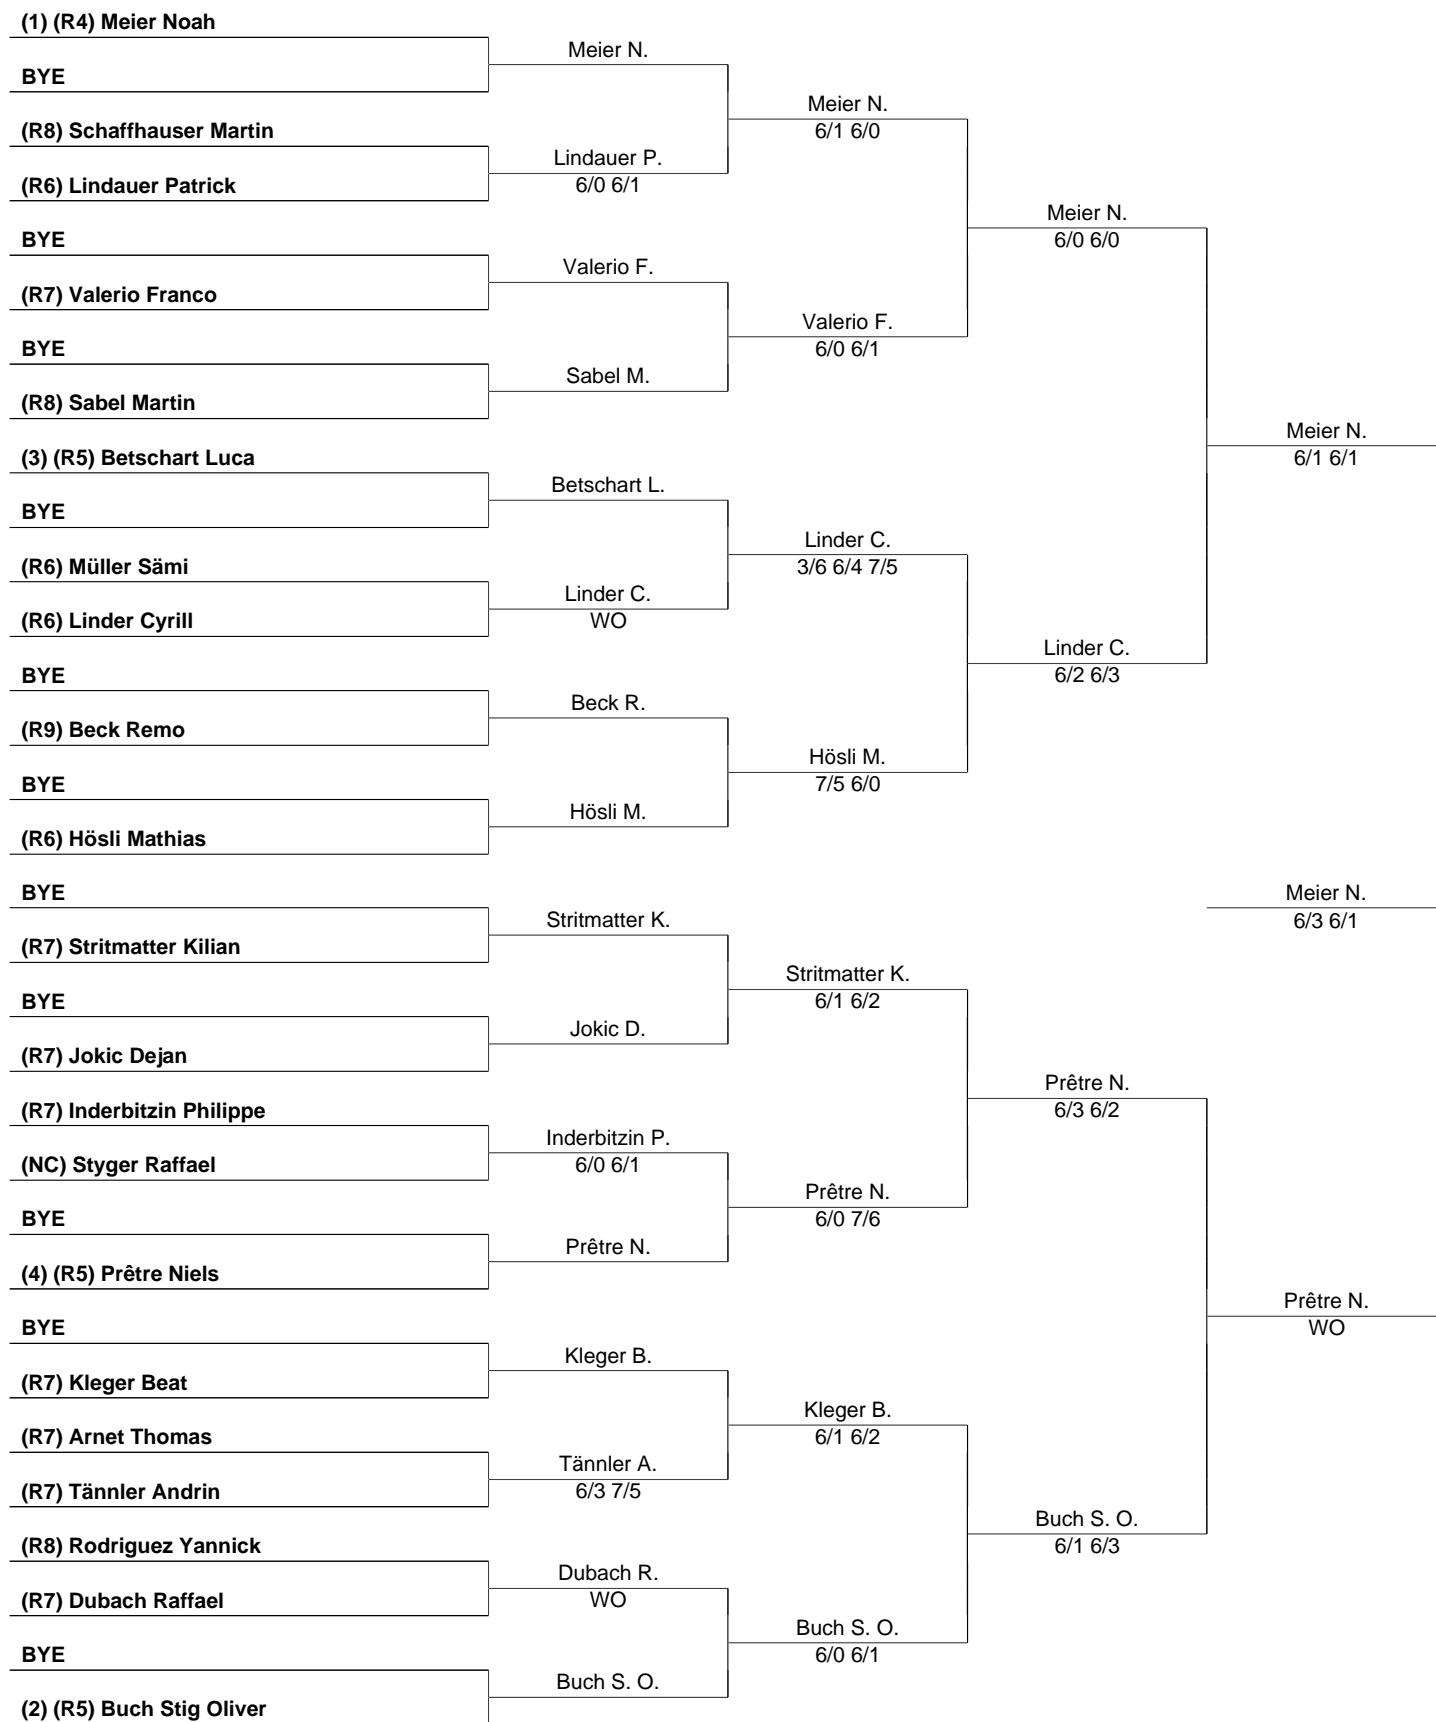 (1) (R4) Meier Noah
BYE
(R8) Schaffhauser Martin
(R6) Lindauer Patrick
BYE
(R7) Valerio Franco
BYE
(R8) Sabel Martin
(3) (R5) Betschart Luca
BYE
(R6) Müller Sämi
(R6) Linder Cyrill
BYE
(R9) Beck Remo
BYE
(R6) Hösli Mathias
BYE
(R7) Stritmatter Kilian
BYE
(R7) Jokic Dejan
(R7) Inderbitzin Philippe
(NC) Styger Raffael
BYE
(4) (R5) Prêtre Niels
BYE
(R7) Kleger Beat
(R7) Arnet Thomas
(R7) Tännler Andrin
(R8) Rodriguez Yannick
(R7) Dubach Raffael
BYE
(2) (R5) Buch Stig Oliver
Meier N.
Lindauer P.
6/0 6/1
Valerio F.
Sabel M.
Betschart L.
Linder C.
WO
Beck R.
Hösli M.
Stritmatter K.
Jokic D.
Inderbitzin P.
6/0 6/1
Prêtre N.
Kleger B.
Tännler A.
6/3 7/5
Dubach R.
WO
Buch S. O.
Meier N.
6/1 6/0
Valerio F.
6/0 6/1
Linder C.
3/6 6/4 7/5
Hösli M.
7/5 6/0
Stritmatter K.
6/1 6/2
Prêtre N.
6/0 7/6
Kleger B.
6/1 6/2
Buch S. O.
6/0 6/1
Meier N.
6/0 6/0
Linder C.
6/2 6/3
Prêtre N.
6/3 6/2
Buch S. O.
6/1 6/3
Meier N.
6/1 6/1
Meier N.
6/3 6/1
Prêtre N.
WO